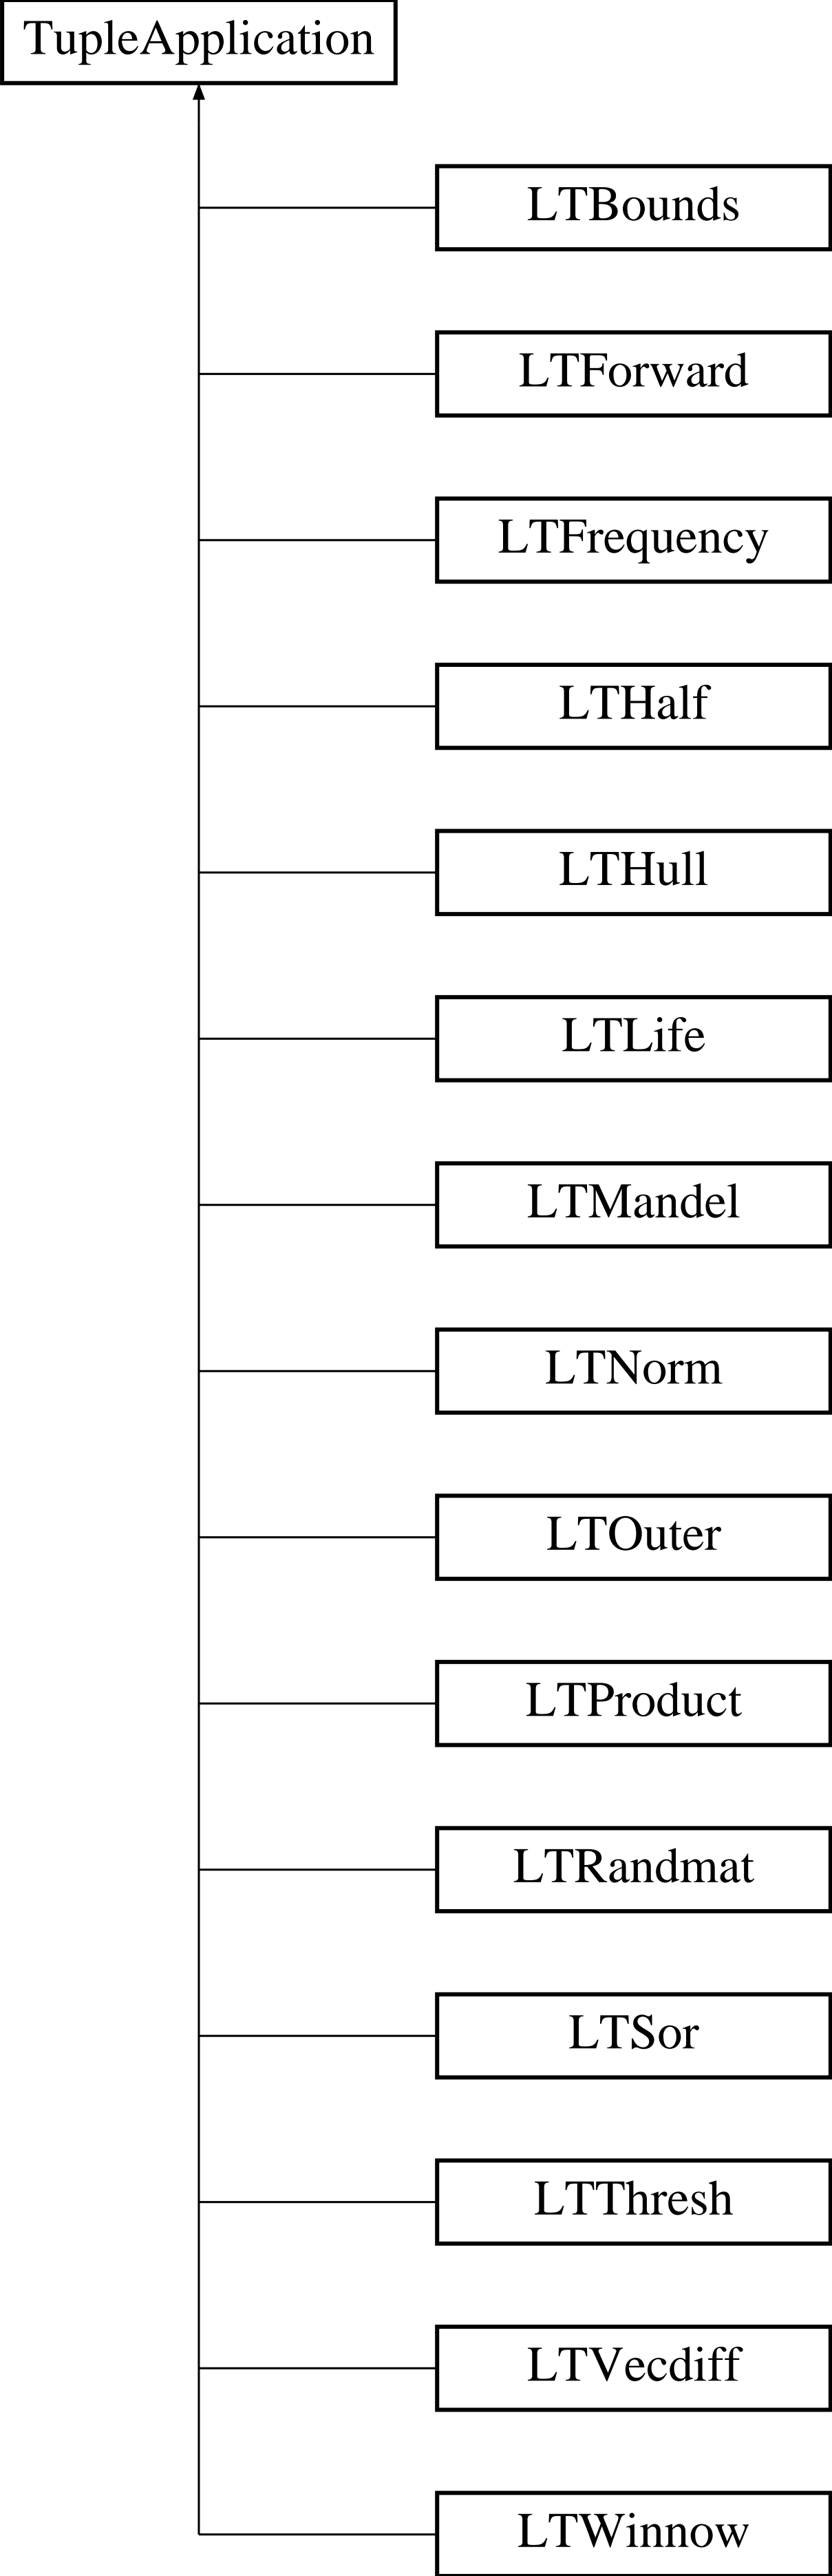 TupleApplication
LTBounds
LTForward
LTFrequency
LTHalf
LTHull
LTLife
LTMandel
LTNorm
LTOuter
LTProduct
LTRandmat
LTSor
LTThresh
LTVecdiff
LTWinnow